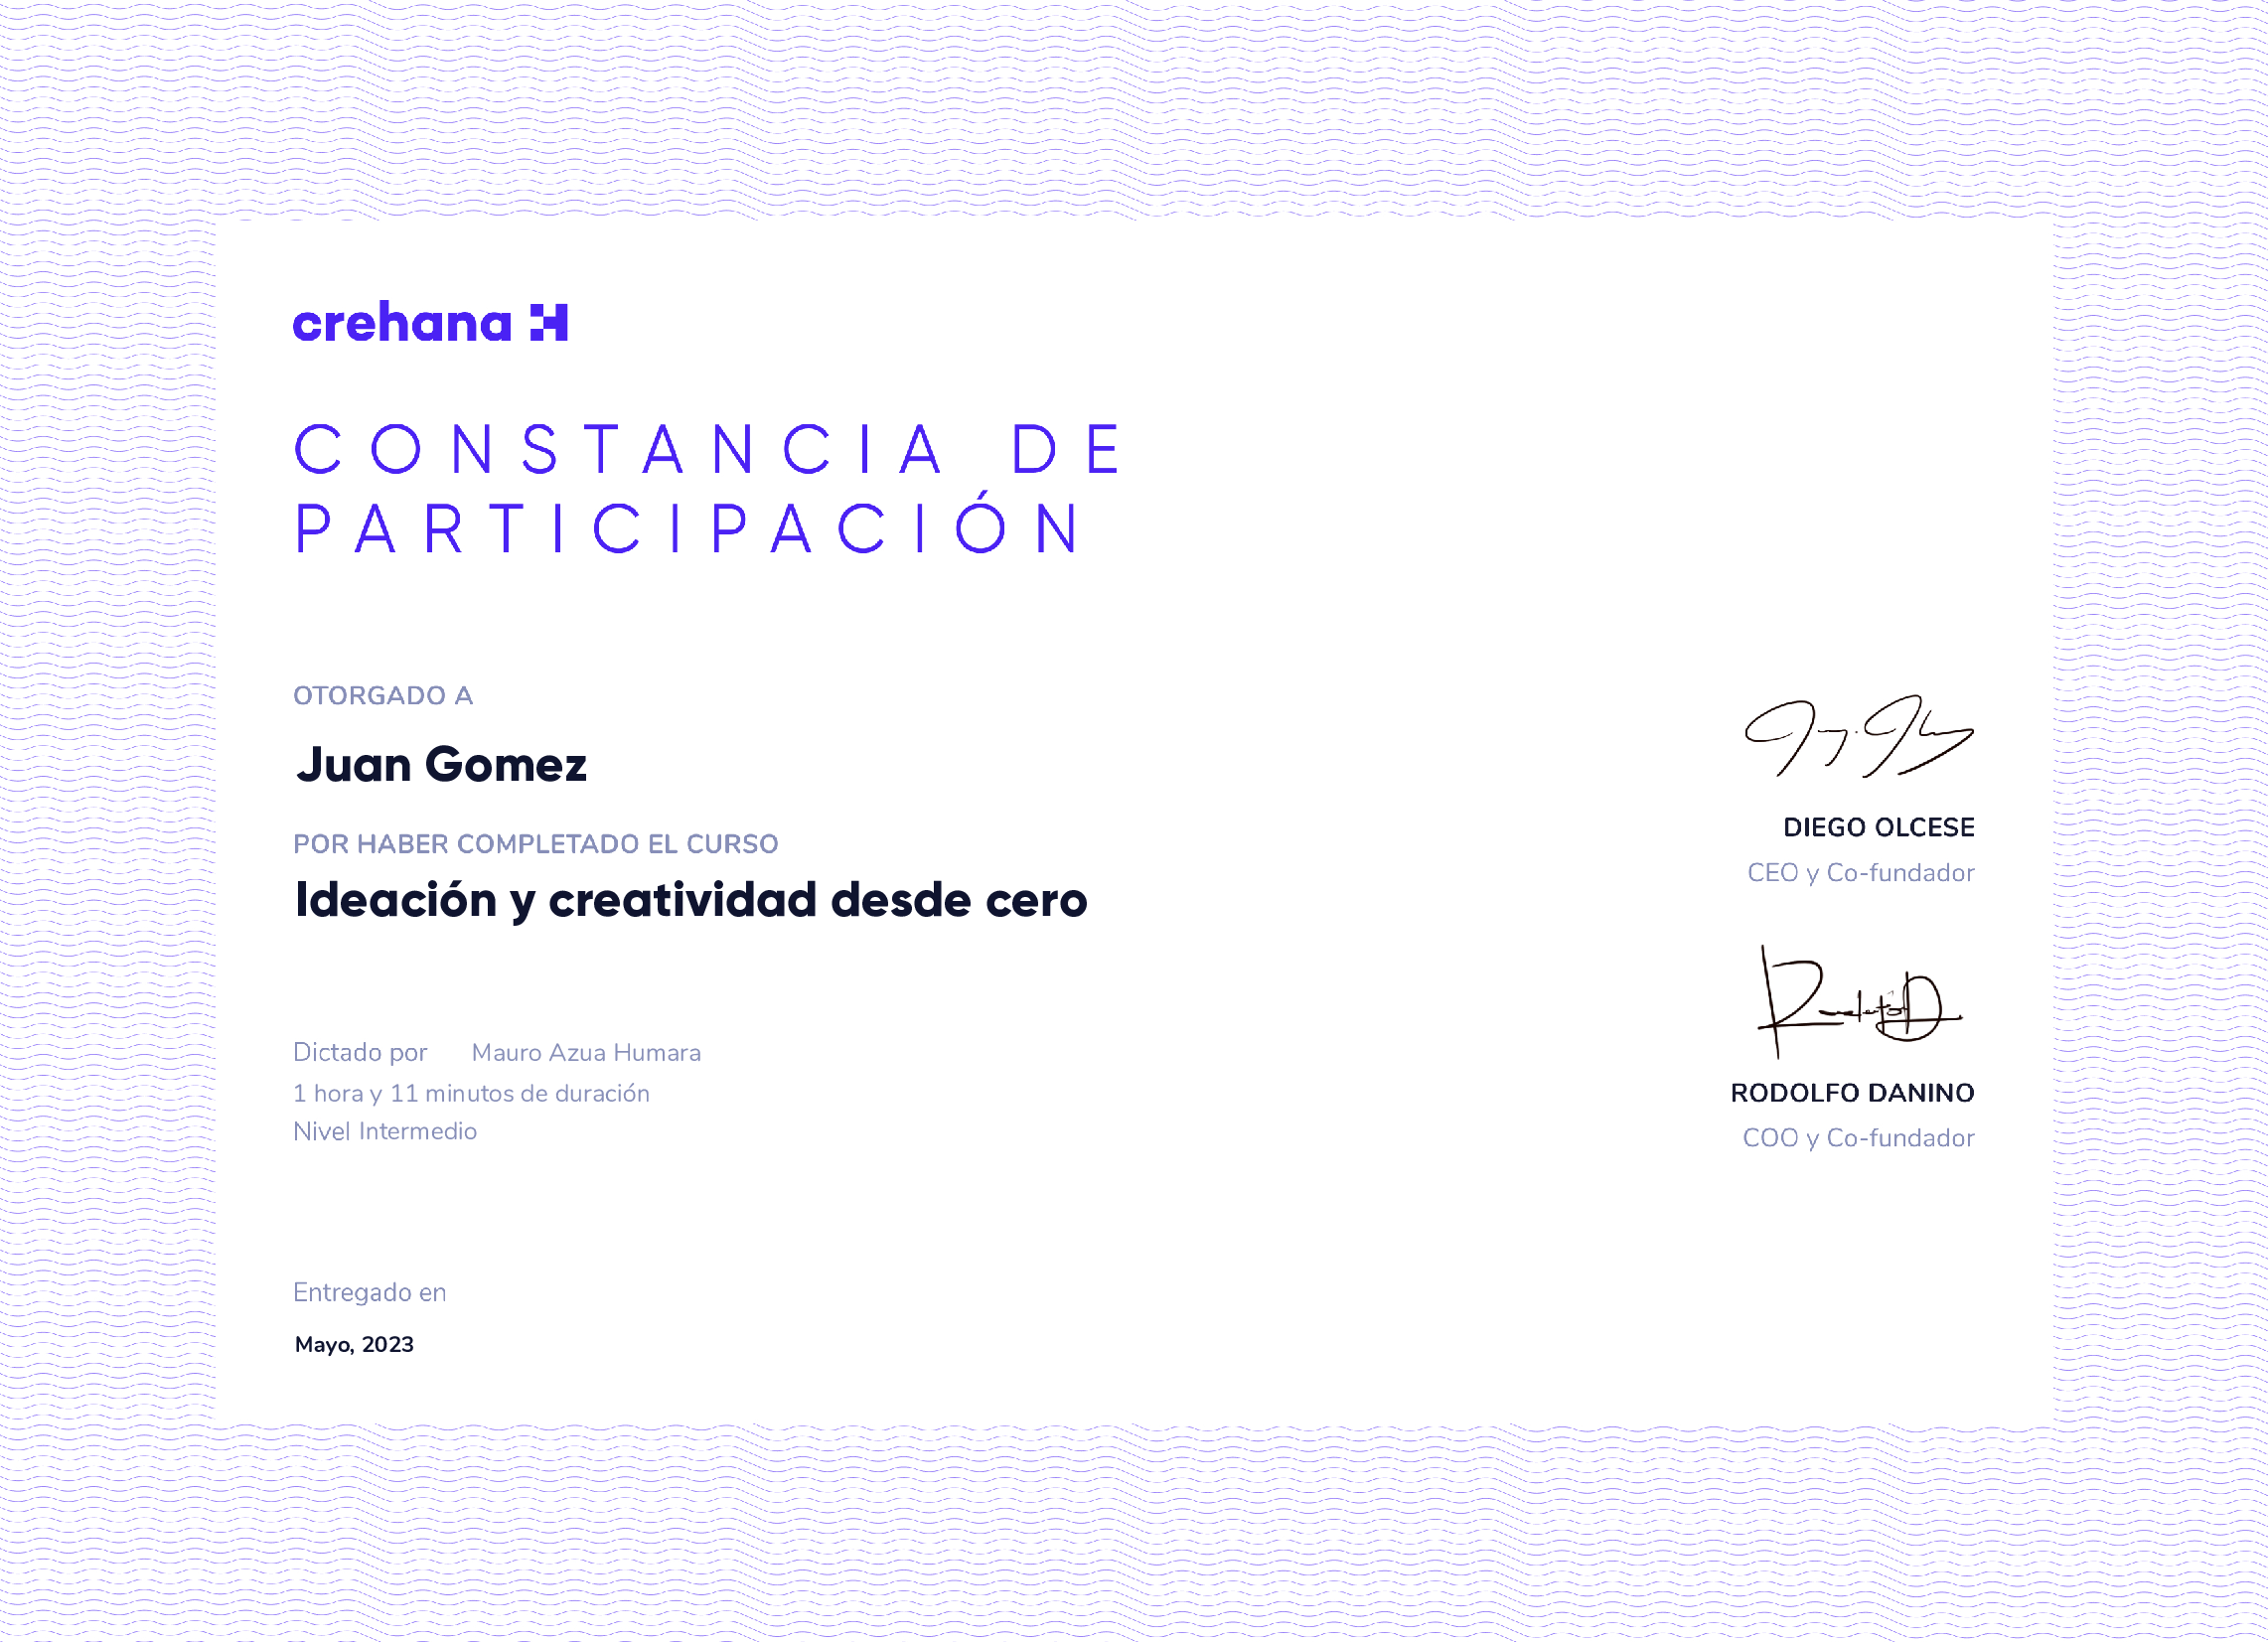 crehana
CONSTANCIA DE
PARTICIPACIÓN
OTORGADO A
Juan Gomez
POR HABER COMPLETADO EL CURSO
Ideación y creatividad desde cero
Dictado por Mauro Azua Humara
1 hora y 11 minutos de duración
Nivel Intermedio
Entregado en
Mayo, 2023
DIEGO OLCESE
CEO y Co-fundador
RODOLFO DANINO
COO y Co-fundador